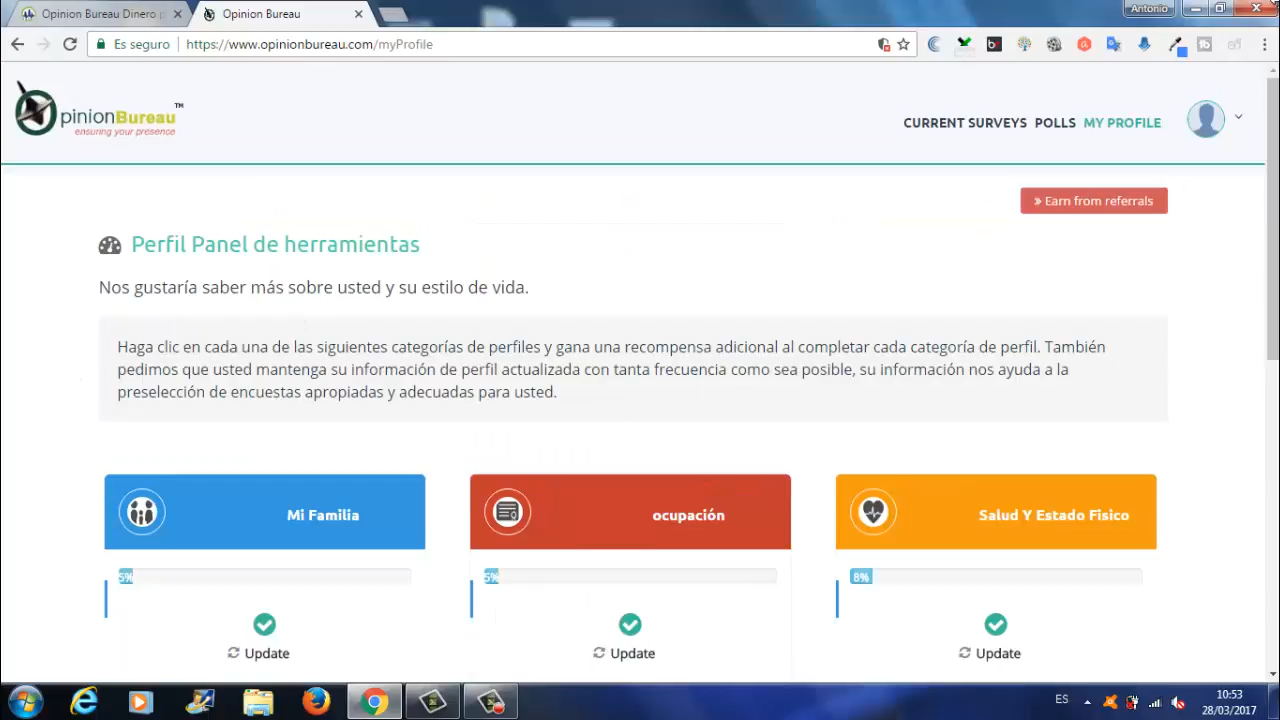 Opinion Bureau Dinero p
Opinion Bureau
Antonio
Es seguro
https://www.opinionbureau.com/myProfile
pinionBureau™
ensuring your presence
CURRENT SURVEYS POLLS MY PROFILE
» Earn from referrals
Perfil Panel de herramientas
Nos gustaría saber más sobre usted y su estilo de vida.
Haga clic en cada una de las siguientes categorías de perfiles y gana una recompensa adicional al completar cada categoría de perfil. También
pedimos que usted mantenga su información de perfil actualizada con tanta frecuencia como sea posible, su información nos ayuda a la
preselección de encuestas apropiadas y adecuadas para usted.
Mi Familia
ocupación
Salud Y Estado Fisico
5%
5%
8%
Update
Update
Update
ES
10:53
28/03/2017